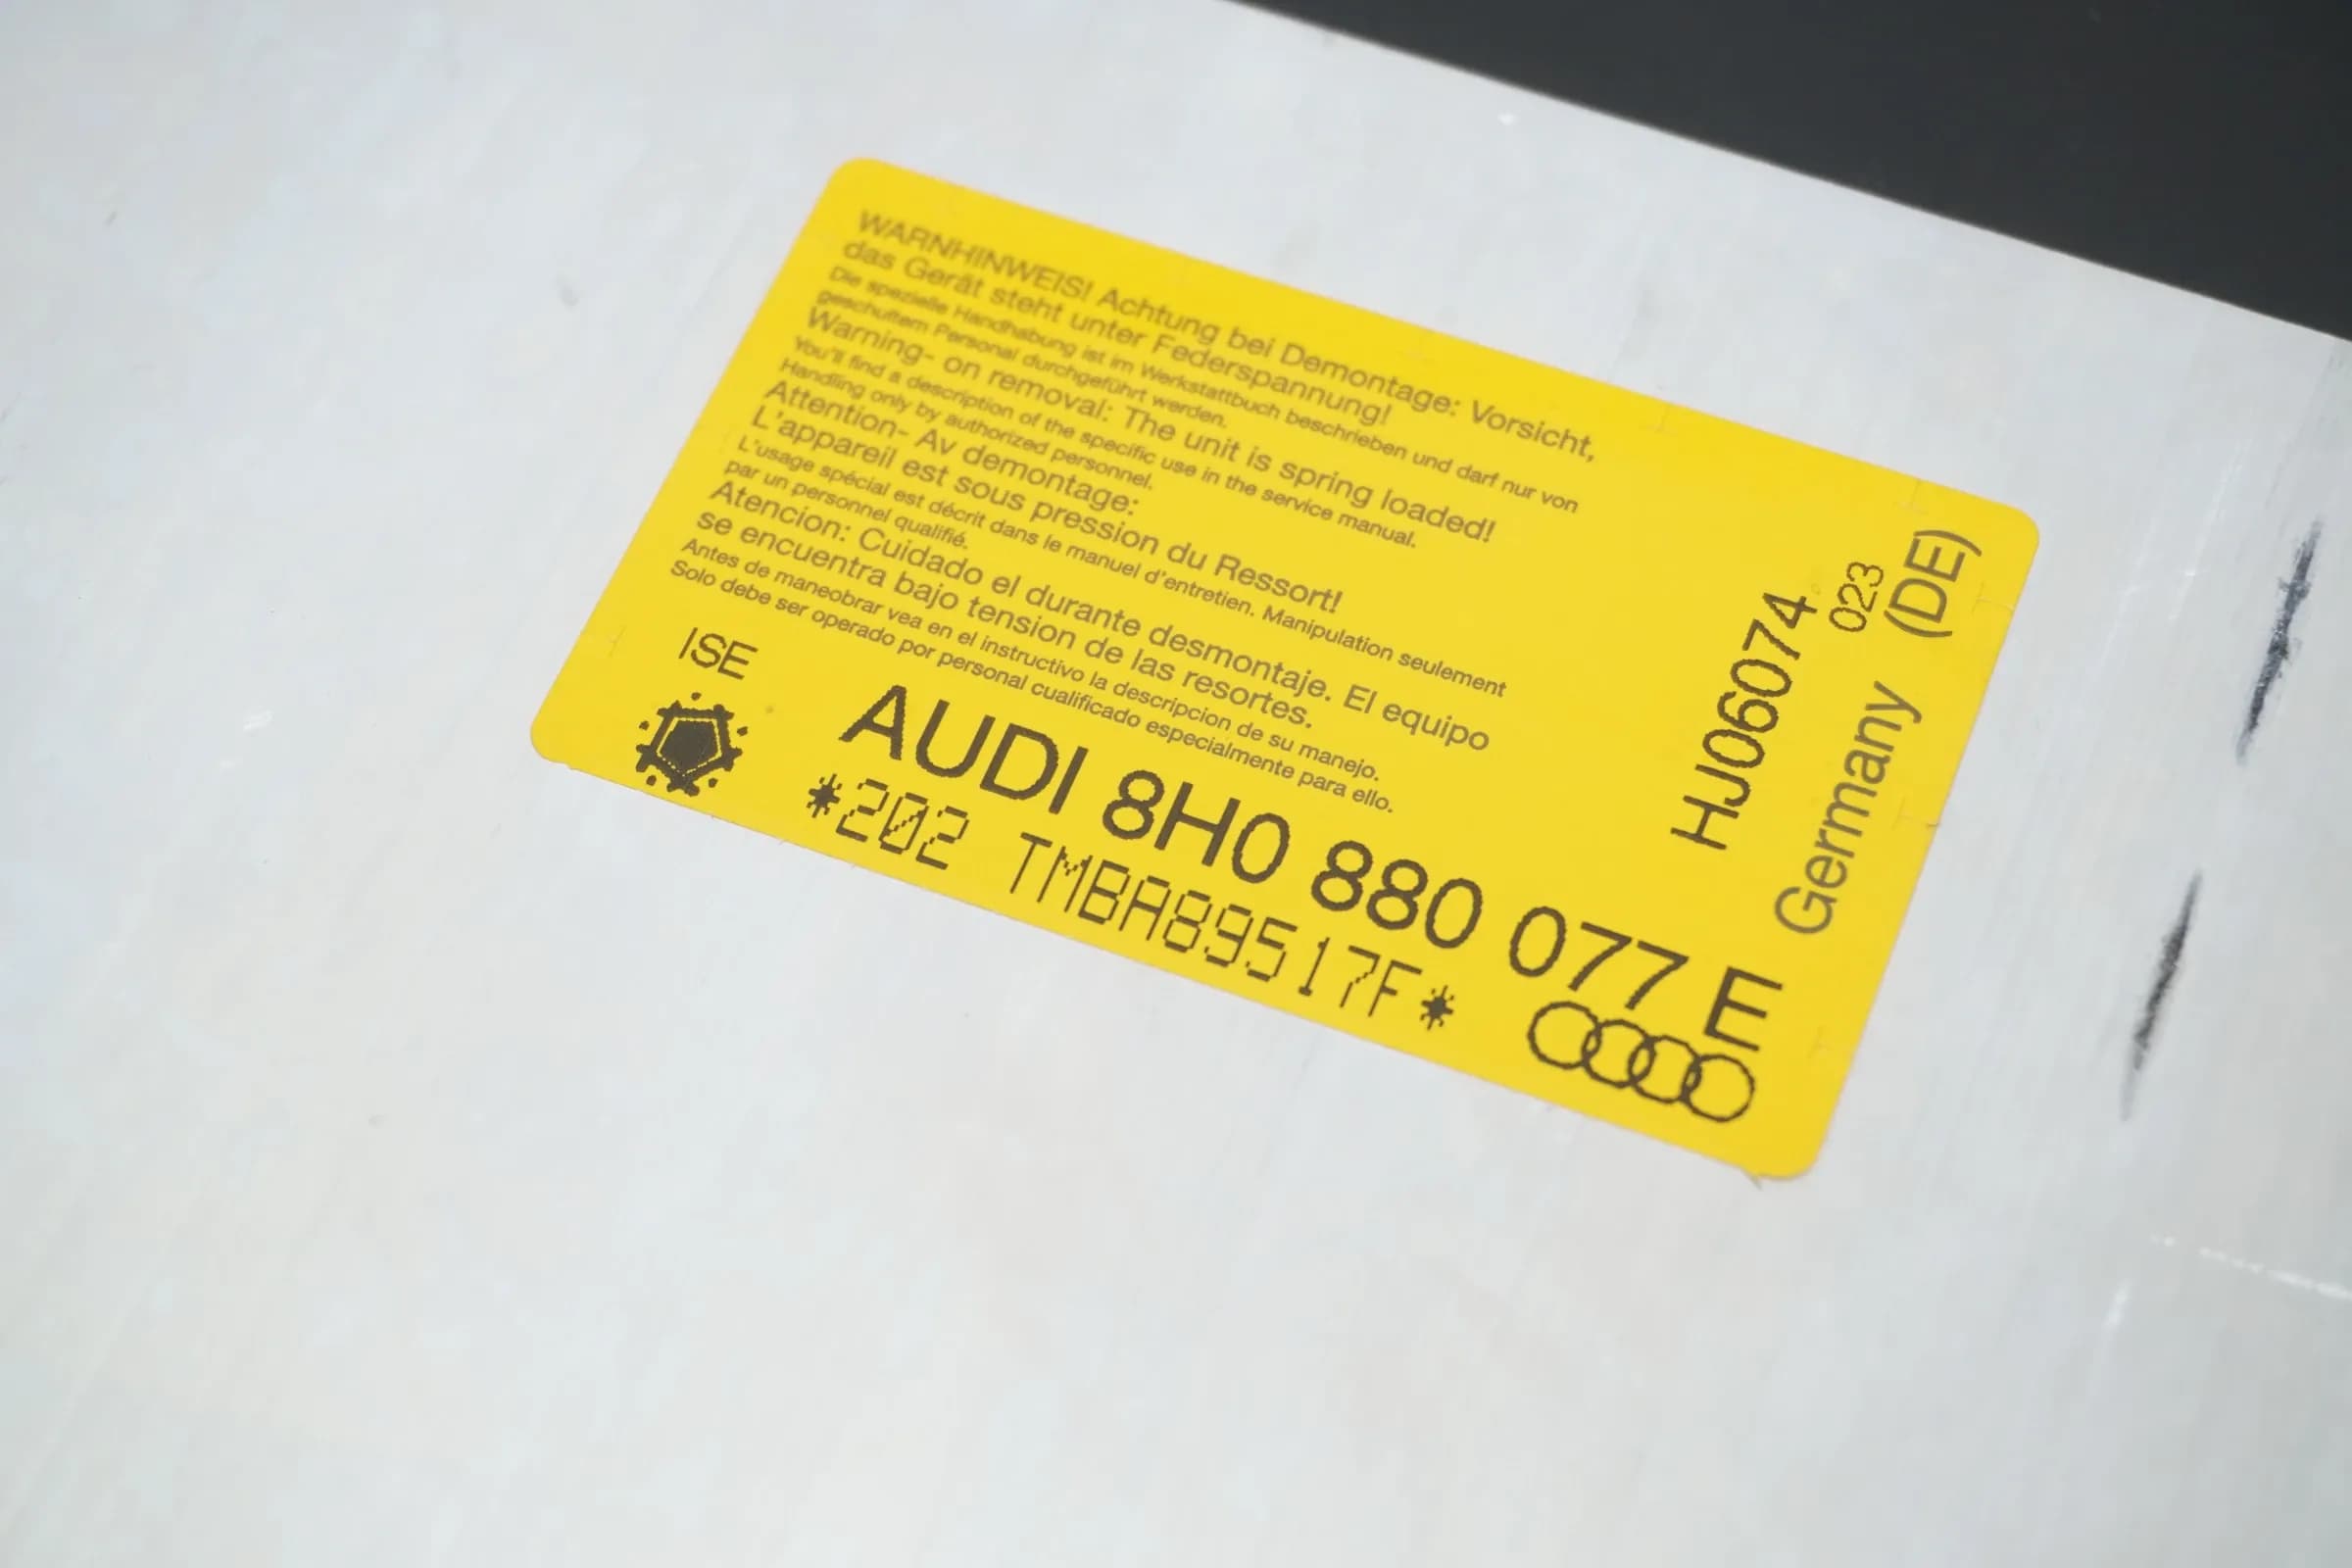 WARNHINWEIS! Achtung bei Demontage: Vorsicht,
das Gerät steht unter Federspannung!
Die spezielle Handhabung ist im Werkstattbuch beschrieben und darf nur von
geschultem Personal durchgeführt werden.
Warning- on removal: The unit is spring loaded!
You'll find a description of the specific use in the service manual.
Handling only by authorized personnel.
Attention- Av demontage:
L'appareil est sous pression du Ressort!
L'usage spécial est décrit dans le manuel d'entretien. Manipulation seulement
par un personnel qualifié.
Atencion: Cuidado el durante desmontaje. El equipo
se encuentra bajo tension de las resortes.
Antes de maneobrar vea en el instructivo la descripcion de su manejo.
Solo debe ser operado por personal cualificado especialmente para ello.
ISE
AUDI 8H0 880 077 E
*202 TMBA89517F*
HJ06074
023
Germany (DE)